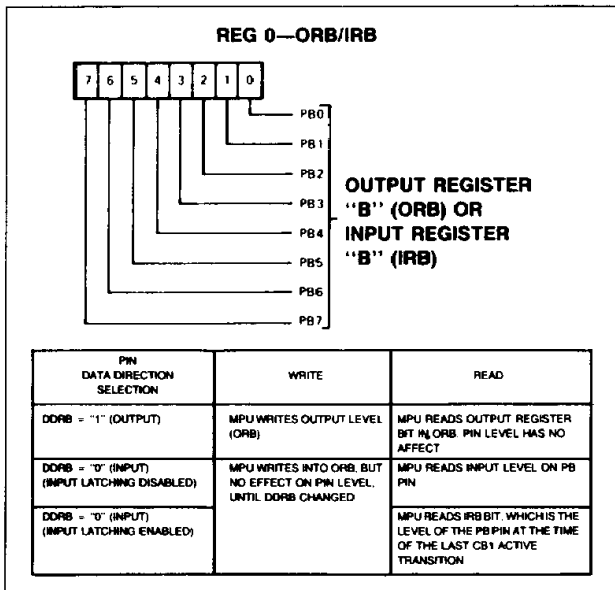 REG 0—ORB/IRB
7 6 5 4 3 2 1 0
PB0
PB1
PB2
PB3
PB4
PB5
PB6
PB7
OUTPUT REGISTER
"B" (ORB) OR
INPUT REGISTER
"B" (IRB)
PIN
DATA DIRECTION
SELECTION
WRITE
READ
DDRB = "1" (OUTPUT)
MPU WRITES OUTPUT LEVEL
(ORB)
MPU READS OUTPUT REGISTER
BIT IN ORB. PIN LEVEL HAS NO
AFFECT
DDRB = "0" (INPUT)
(INPUT LATCHING DISABLED)
MPU WRITES INTO ORB, BUT
NO EFFECT ON PIN LEVEL,
UNTIL DDRB CHANGED
MPU READS INPUT LEVEL ON PB
PIN
DDRB = "0" (INPUT)
(INPUT LATCHING ENABLED)
MPU READS IRB BIT, WHICH IS THE
LEVEL OF THE PB PIN AT THE TIME
OF THE LAST CB1 ACTIVE
TRANSITION